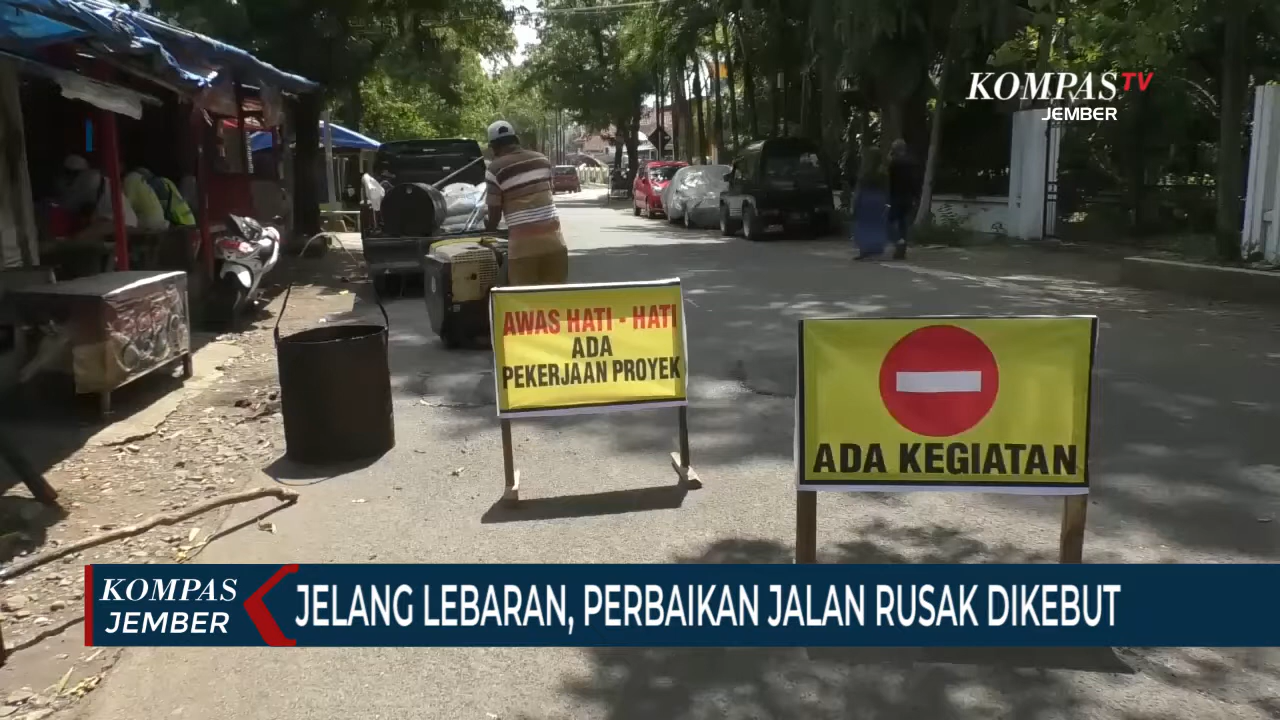 KOMPAS TV
JEMBER
AWAS HATI - HATI
ADA
PEKERJAAN PROYEK
ADA KEGIATAN
KOMPAS
JEMBER
JELANG LEBARAN, PERBAIKAN JALAN RUSAK DIKEBUT